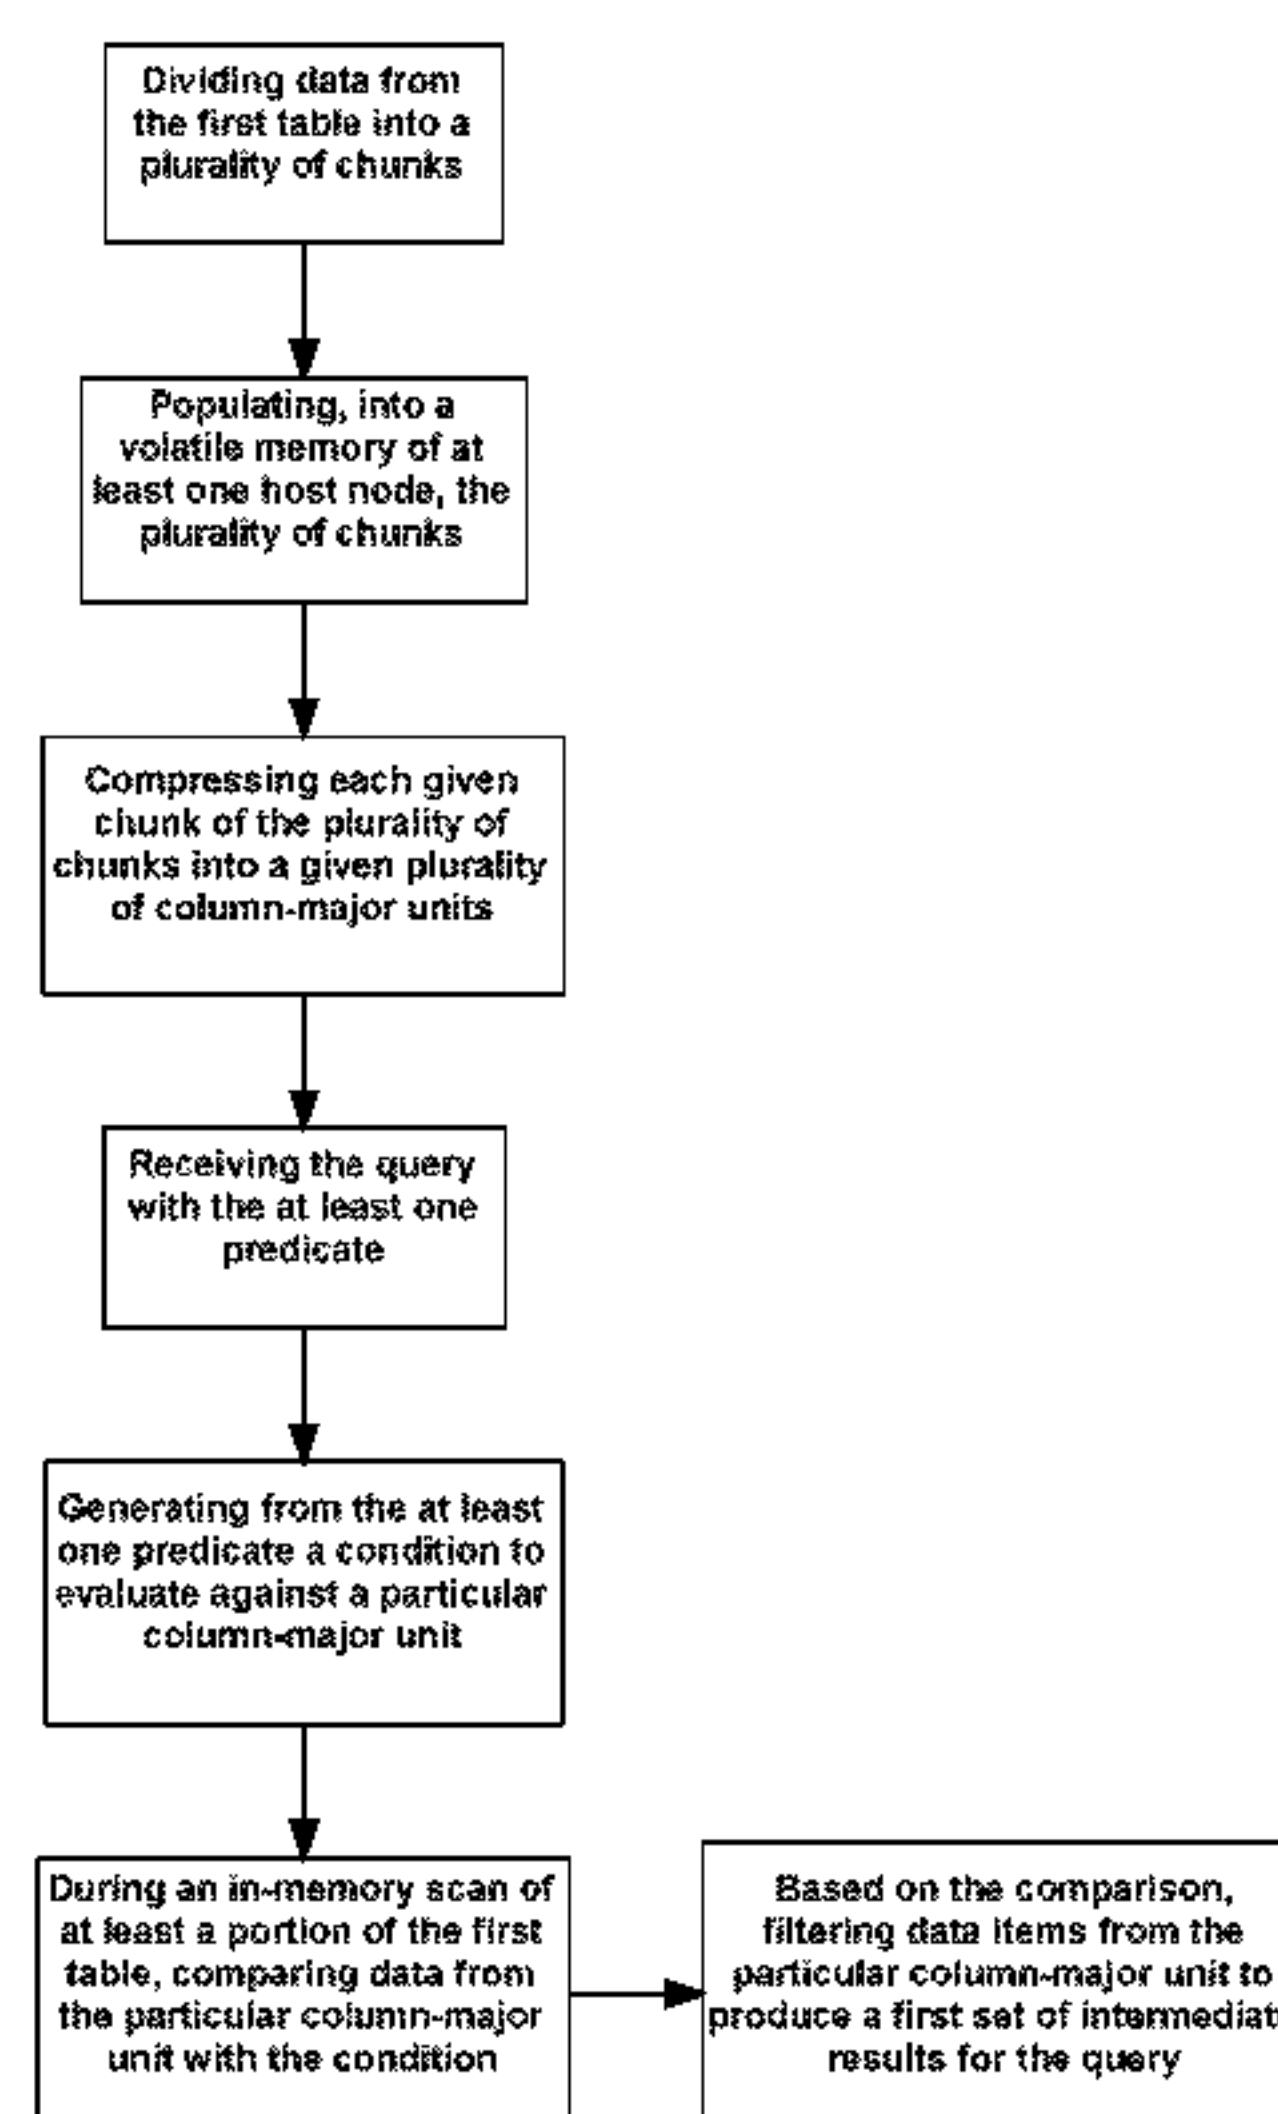 Dividing data from
the first table into a
plurality of chunks
Populating, into a
volatile memory of at
least one host node, the
plurality of chunks
Compressing each given
chunk of the plurality of
chunks into a given plurality
of column-major units
Receiving the query
with the at least one
predicate
Generating from the at least
one predicate a condition to
evaluate against a particular
column-major unit
During an in-memory scan of
at least a portion of the first
table, comparing data from
the particular column-major
unit with the condition
Based on the comparison,
filtering data items from the
particular column-major unit to
produce a first set of intermediat
results for the query